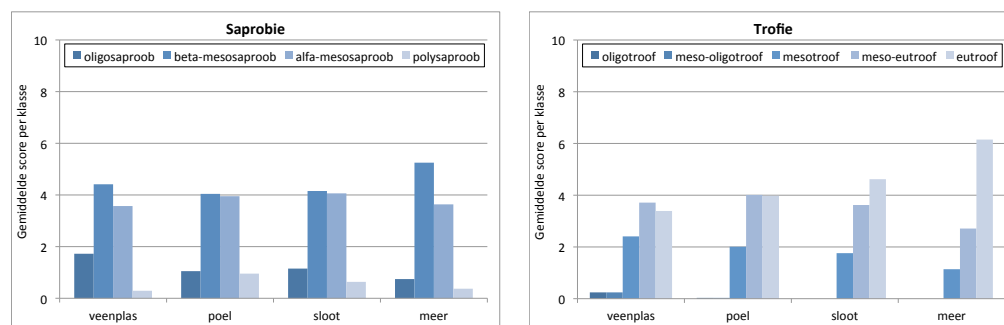 Saprobie
10
8
6
4
2
0
Gemiddelde score per klasse
oligosaproob beta-mesosaproob alfa-mesosaproob polysaproob
veenplas poel sloot meer
Trofie
10
8
6
4
2
0
Gemiddelde score per klasse
oligotroof meso-oligotroof mesotroof meso-eutroof eutroof
veenplas poel sloot meer